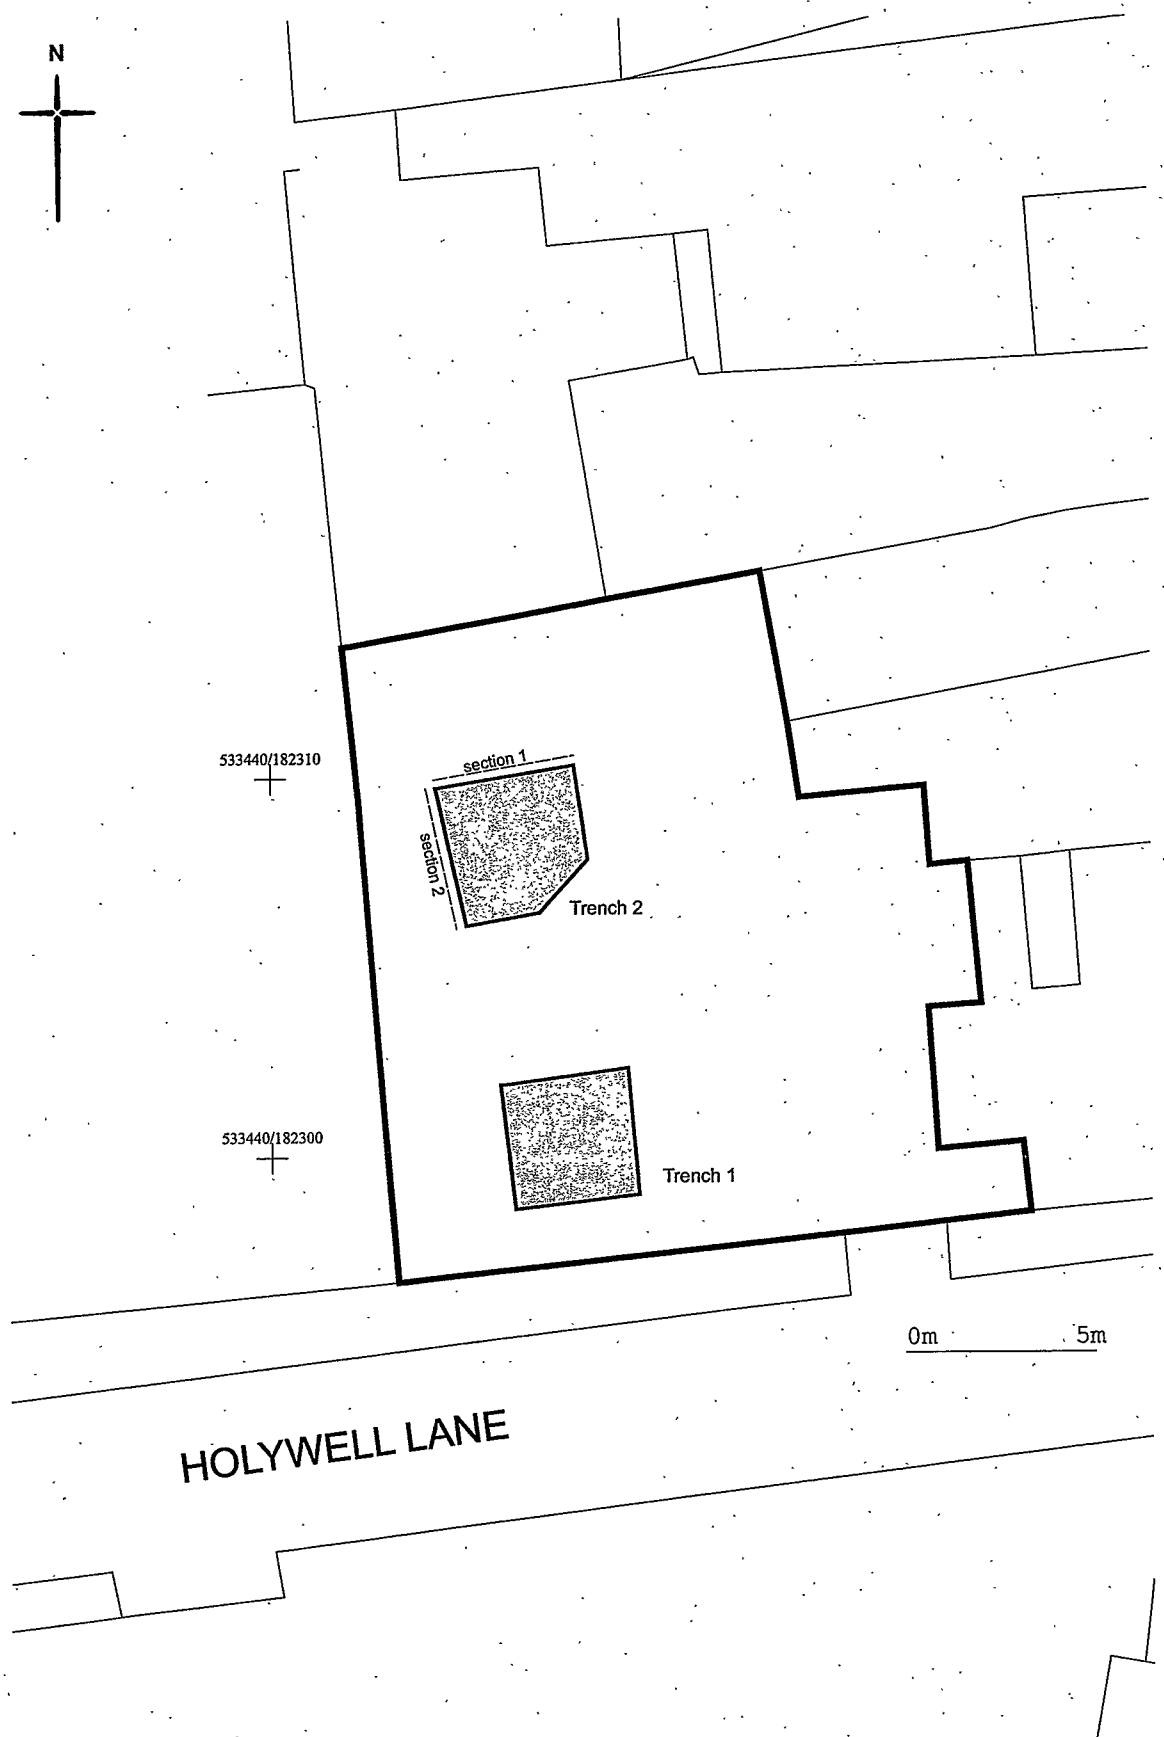 N
533440/182310
section 1
section 2
Trench 2
533440/182300
Trench 1
0m 5m
HOLYWELL LANE